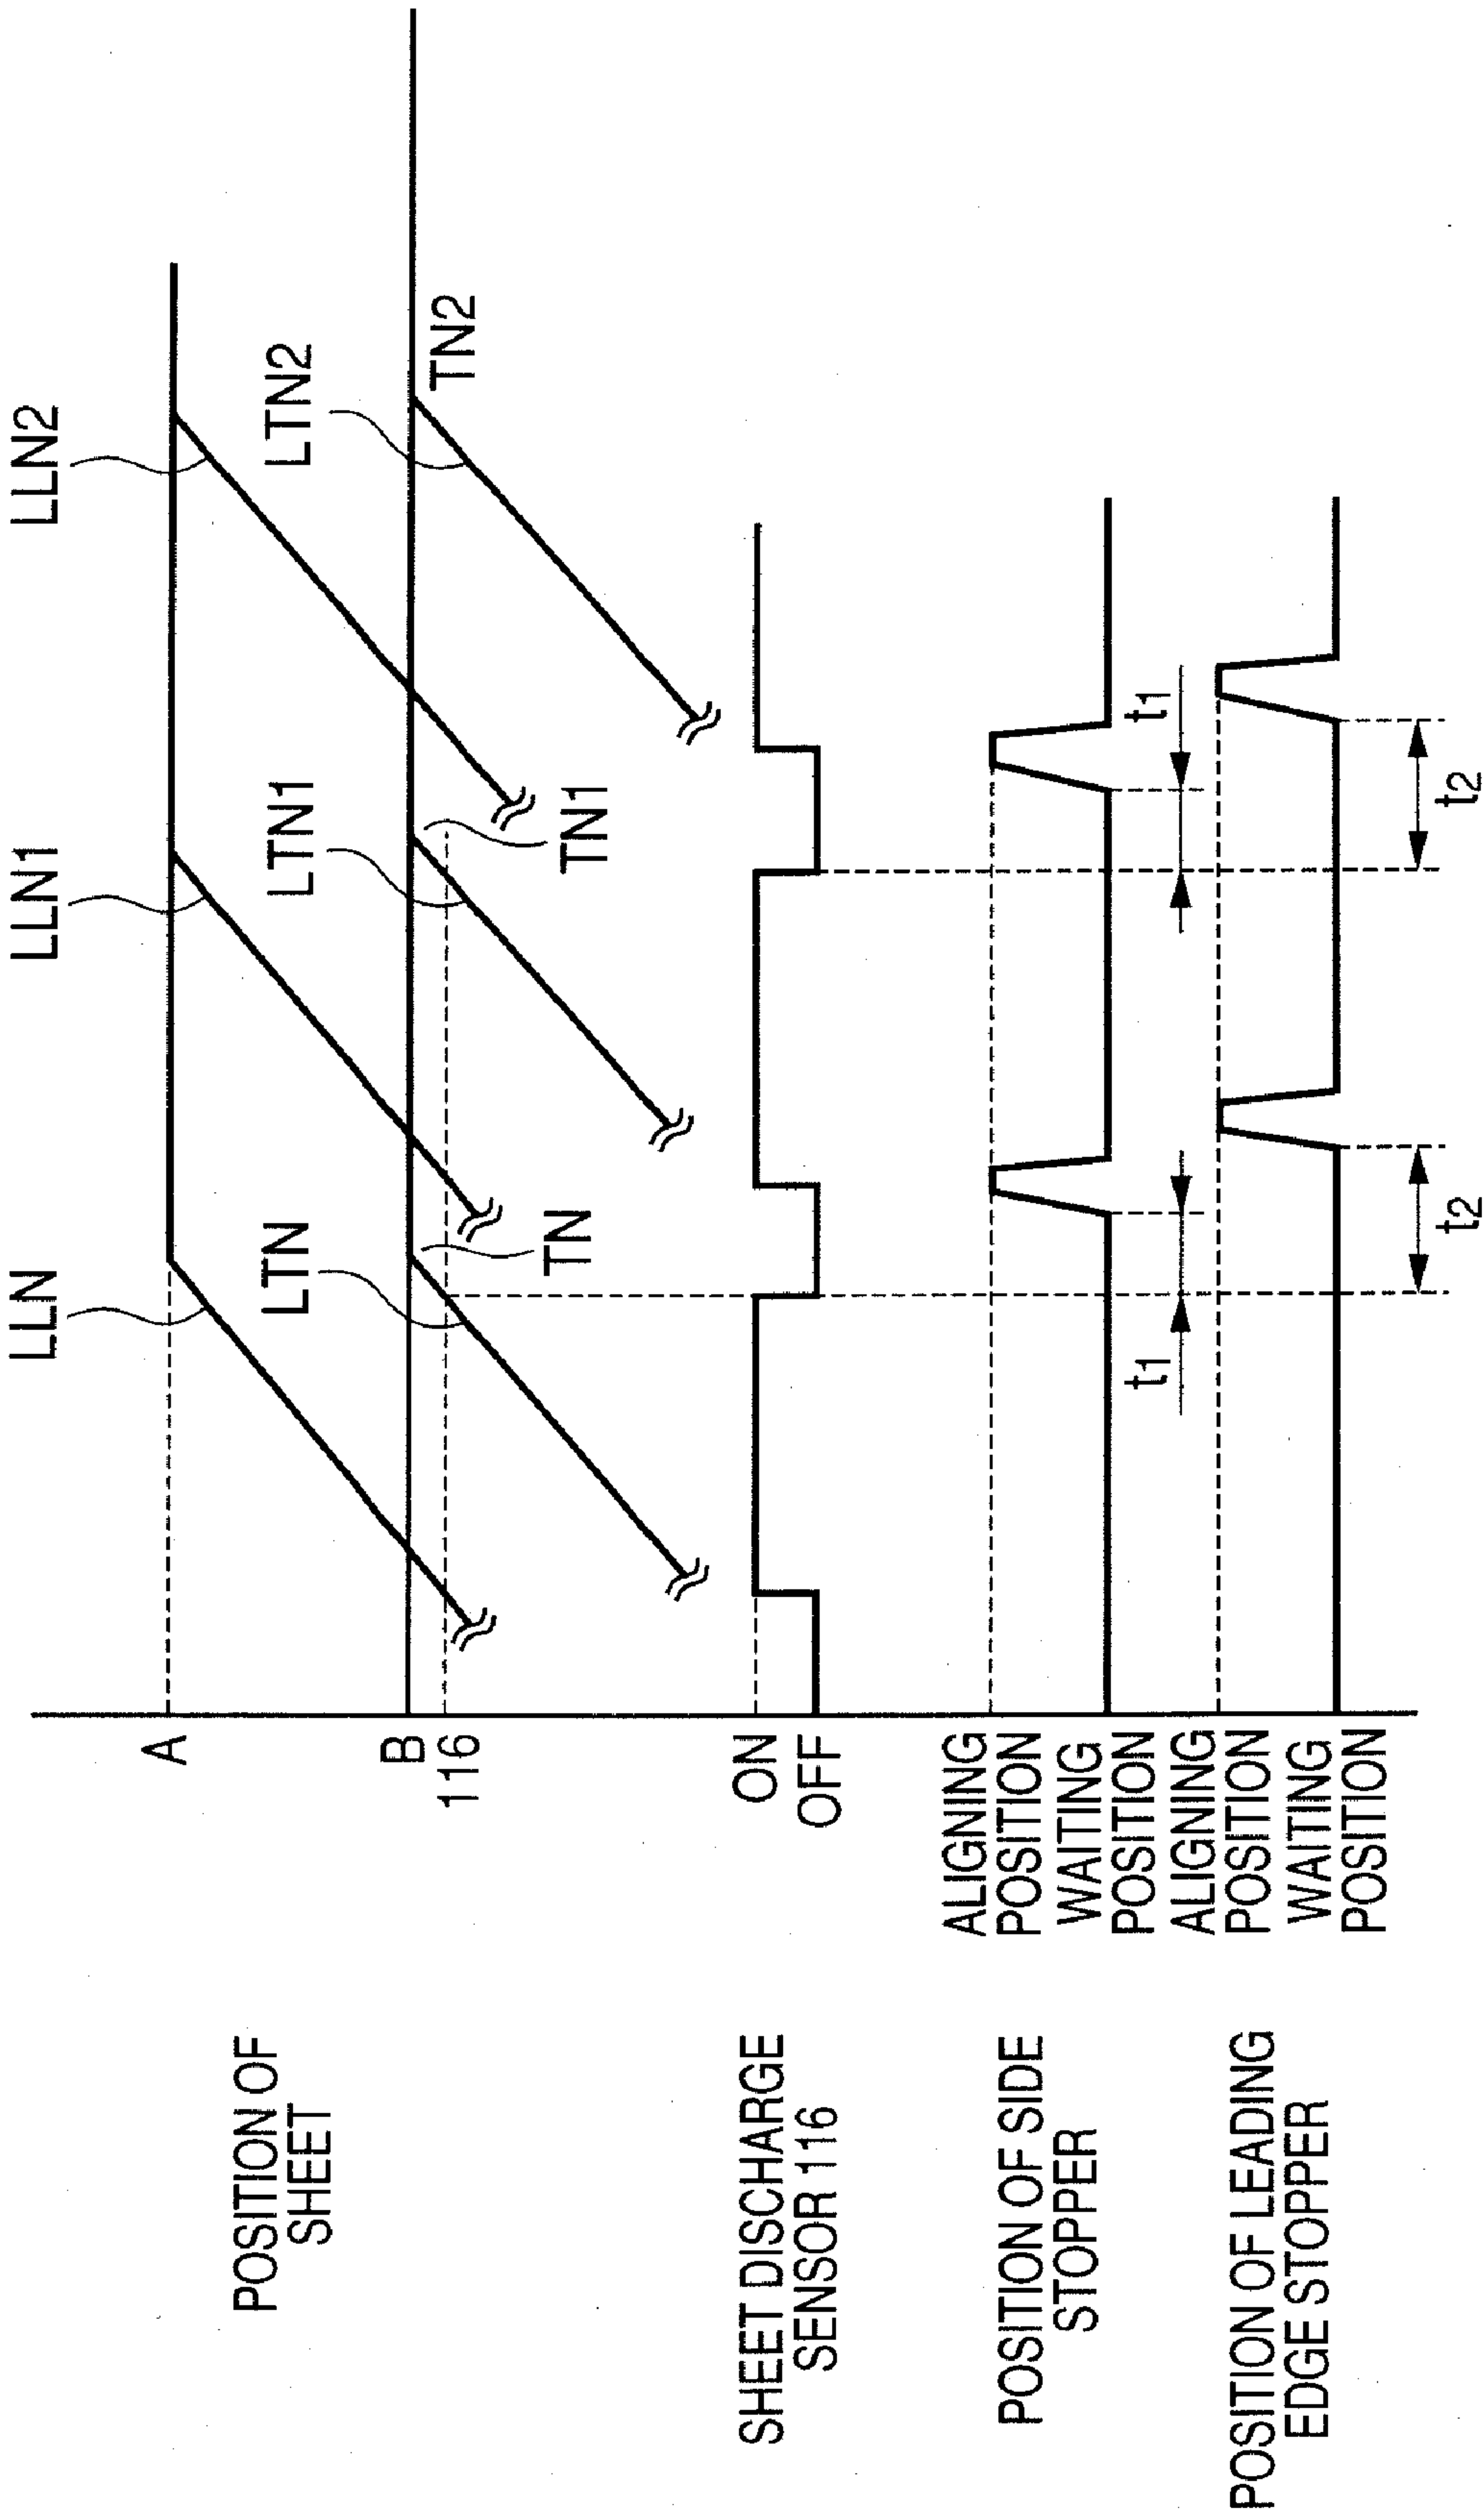 LLN
LLN1
LLN2
LTN
LTN1
LTN2
TN
TN1
TN2
POSITION OF
SHEET
A
B
116
SHEET DISCHARGE
SENSOR 116
ON
OFF
POSITION OF SIDE
STOPPER
ALIGNING
POSITION
WAITING
POSITION
t1
t1
POSITION OF LEADING
EDGE STOPPER
ALIGNING
POSITION
WAITING
POSITION
t2
t2